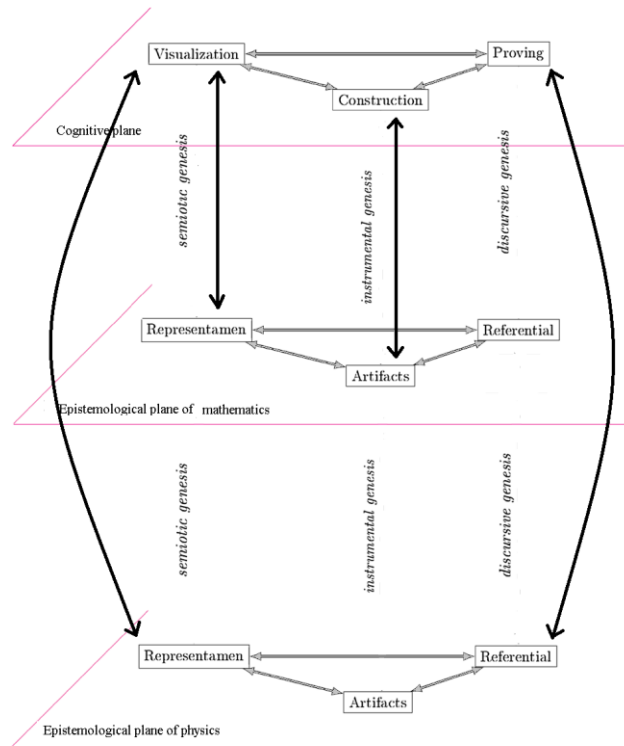 Visualization
Proving
Construction
Cognitive plane
semiotic genesis
instrumental genesis
discursive genesis
Representamen
Referential
Artifacts
Epistemological plane of mathematics
semiotic genesis
instrumental genesis
discursive genesis
Representamen
Referential
Artifacts
Epistemological plane of physics